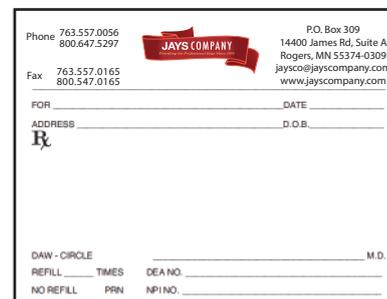 Phone 763.557.0056
800.647.5297
Fax 763.557.0165
800.547.0165
JAYS COMPANY
P.O. Box 309
14400 James Rd, Suite A
Rogers, MN 55374-0309
jaysco@jayscompany.com
www.jayscompany.com
FOR DATE
ADDRESS D.O.B.
℞
DAW - CIRCLE M.D.
REFILL TIMES DEA NO.
NO REFILL PRN NPI NO.